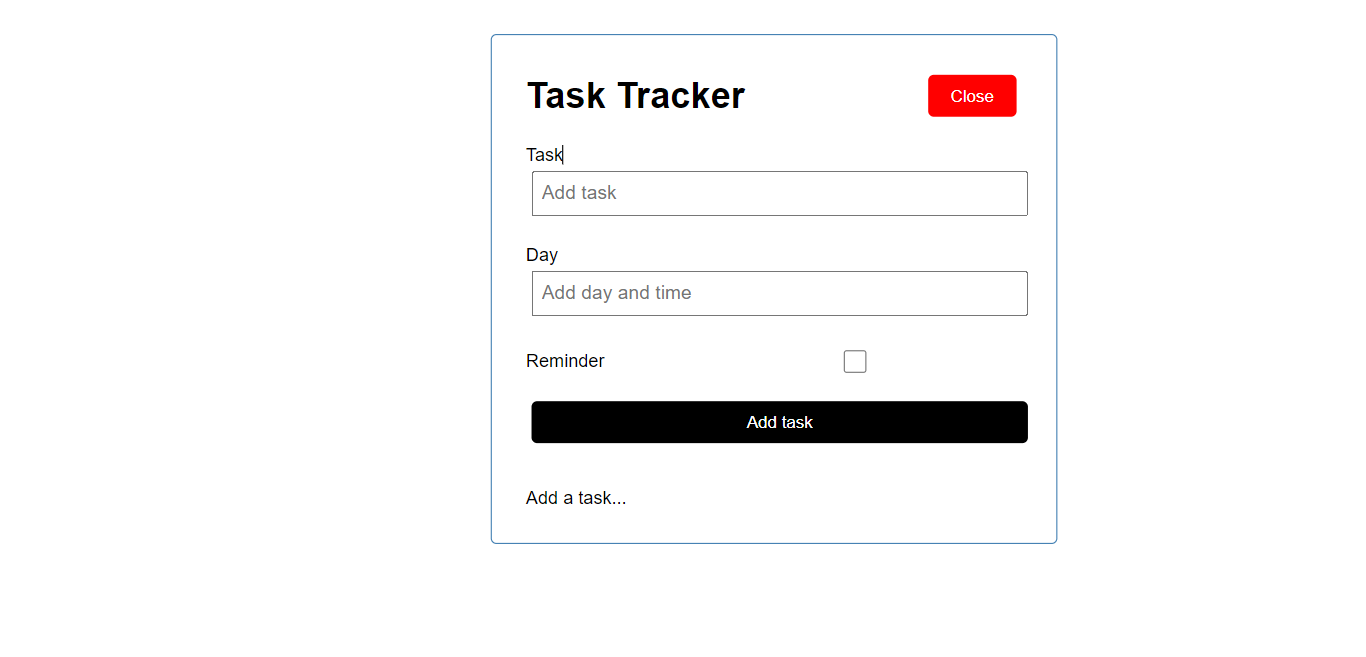 Task Tracker
Close
Task
Add task
Day
Add day and time
Reminder
Add task
Add a task...